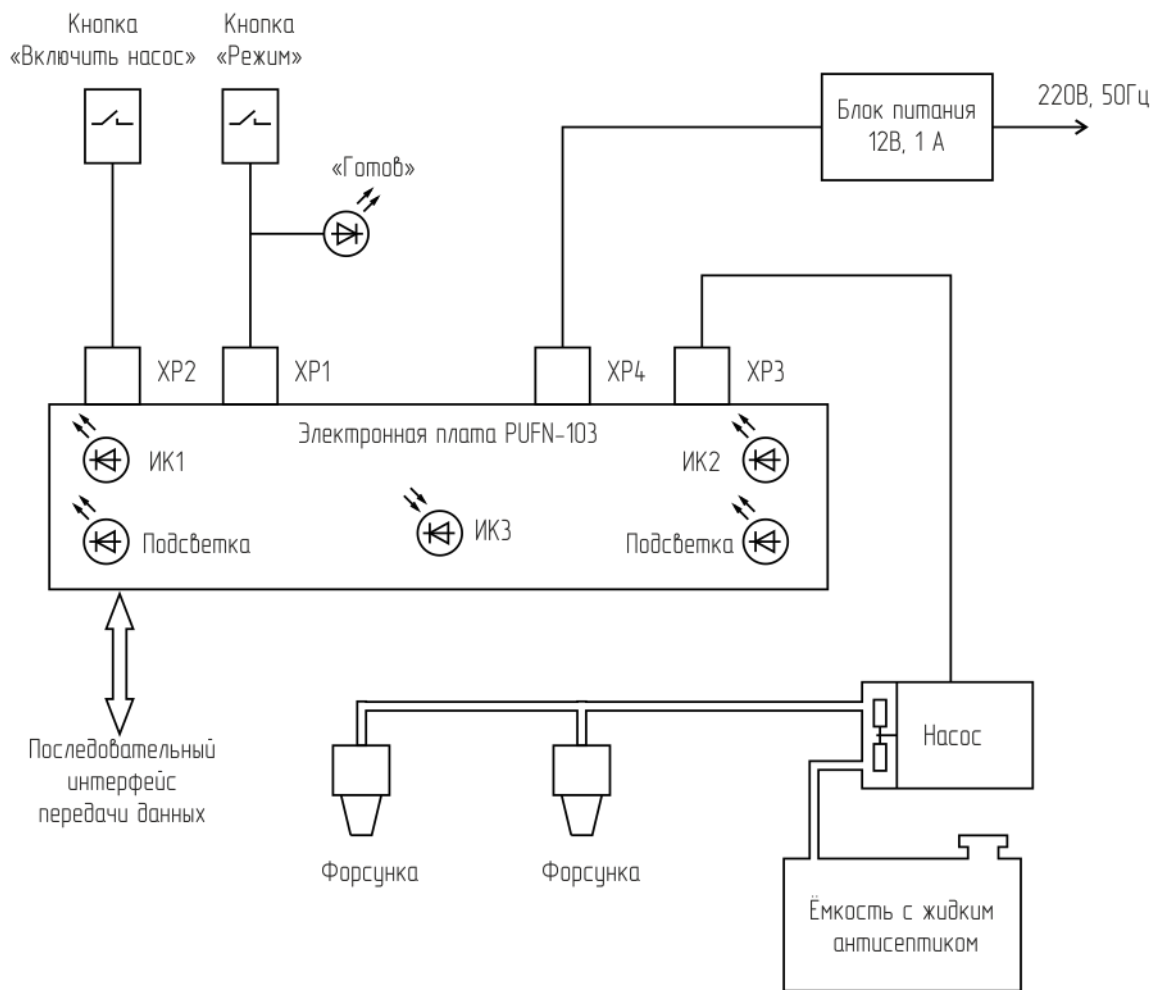 Кнопка
«Включить насос»
Кнопка
«Режим»
Блок питания
12В, 1 А
220В, 50Гц
«Готов»
XP2
XP1
XP4
XP3
Электронная плата PUFN-103
ИК1
ИК2
Подсветка
ИК3
Подсветка
Последовательный
интерфейс
передачи данных
Насос
Форсунка
Форсунка
Ёмкость с жидким
антисептиком